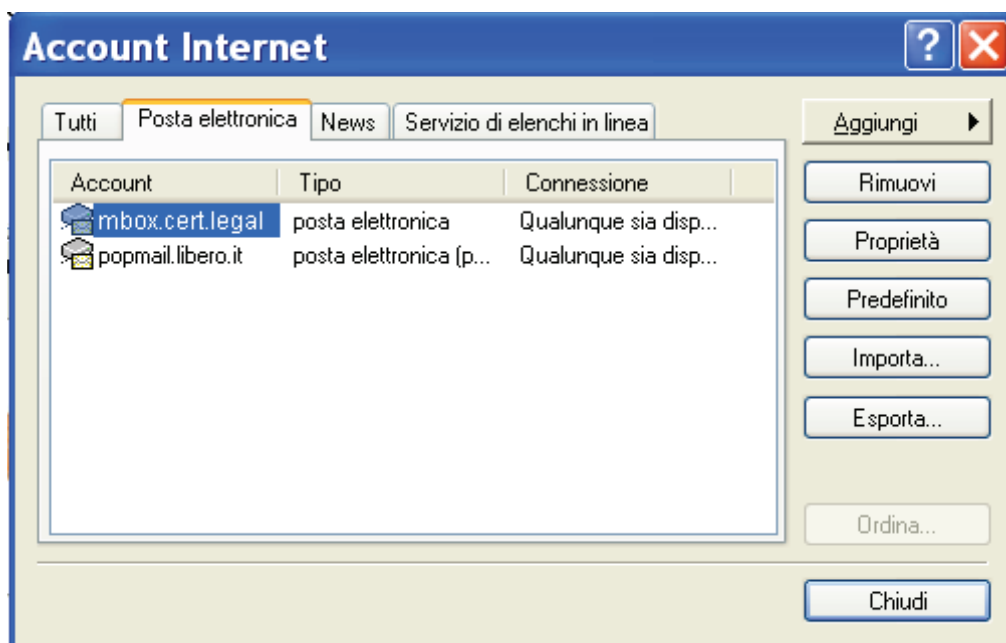 Account Internet
Tutti Posta elettronica News Servizio di elenchi in linea
Aggiungi
Account Tipo Connessione
Rimuovi
mbox.cert.legal posta elettronica Qualunque sia disp...
popmail.libero.it posta elettronica (p... Qualunque sia disp...
Proprietà
Predefinito
Importa...
Esporta...
Ordina...
Chiudi